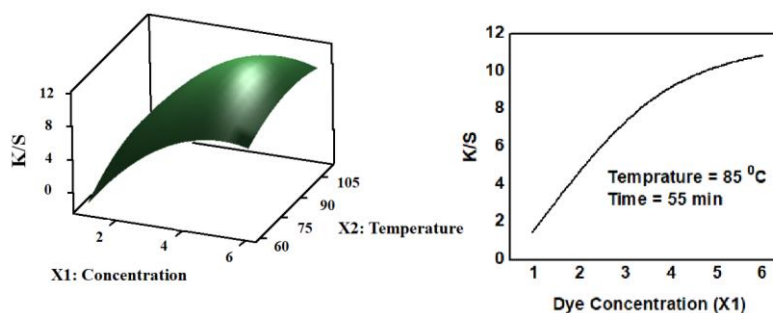 12
8
4
0
K/S
2
4
6
60
75
90
105
X1: Concentration
X2: Temperature
12
10
8
6
4
2
0
K/S
Temprature = 85 ⁰C
Time = 55 min
1 2 3 4 5 6
Dye Concentration (X1)